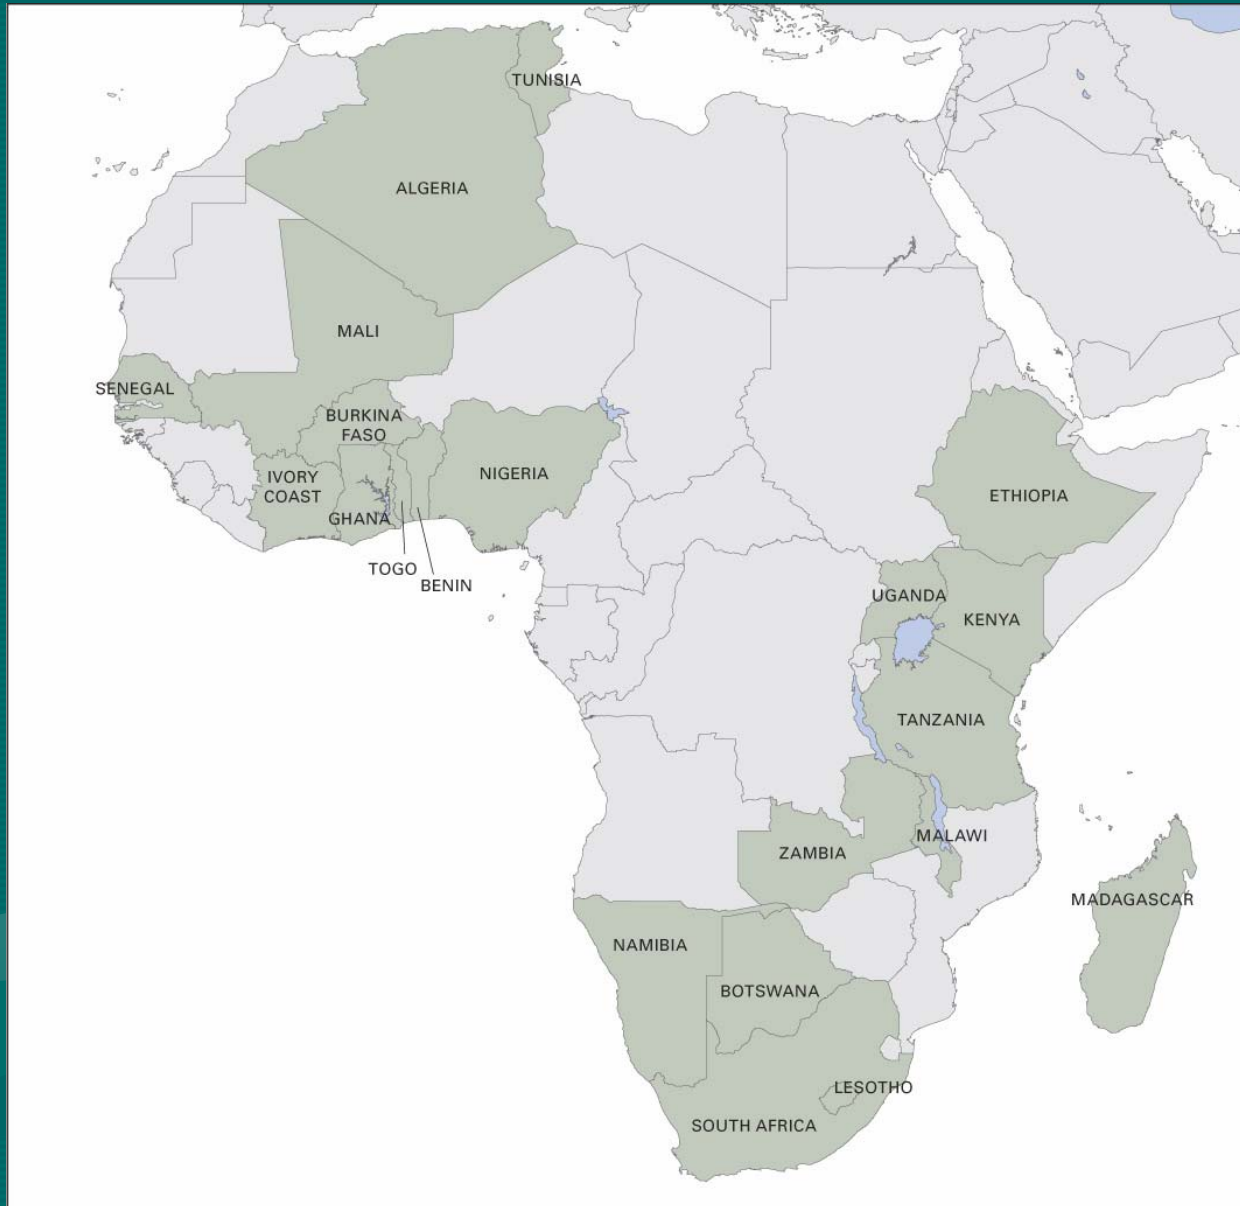 TUNISIA
ALGERIA
MALI
SENEGAL
BURKINA
FASO
IVORY
COAST
GHANA
NIGERIA
TOGO
BENIN
ETHIOPIA
UGANDA
KENYA
TANZANIA
MALAWI
ZAMBIA
MADAGASCAR
NAMIBIA
BOTSWANA
LESOTHO
SOUTH AFRICA